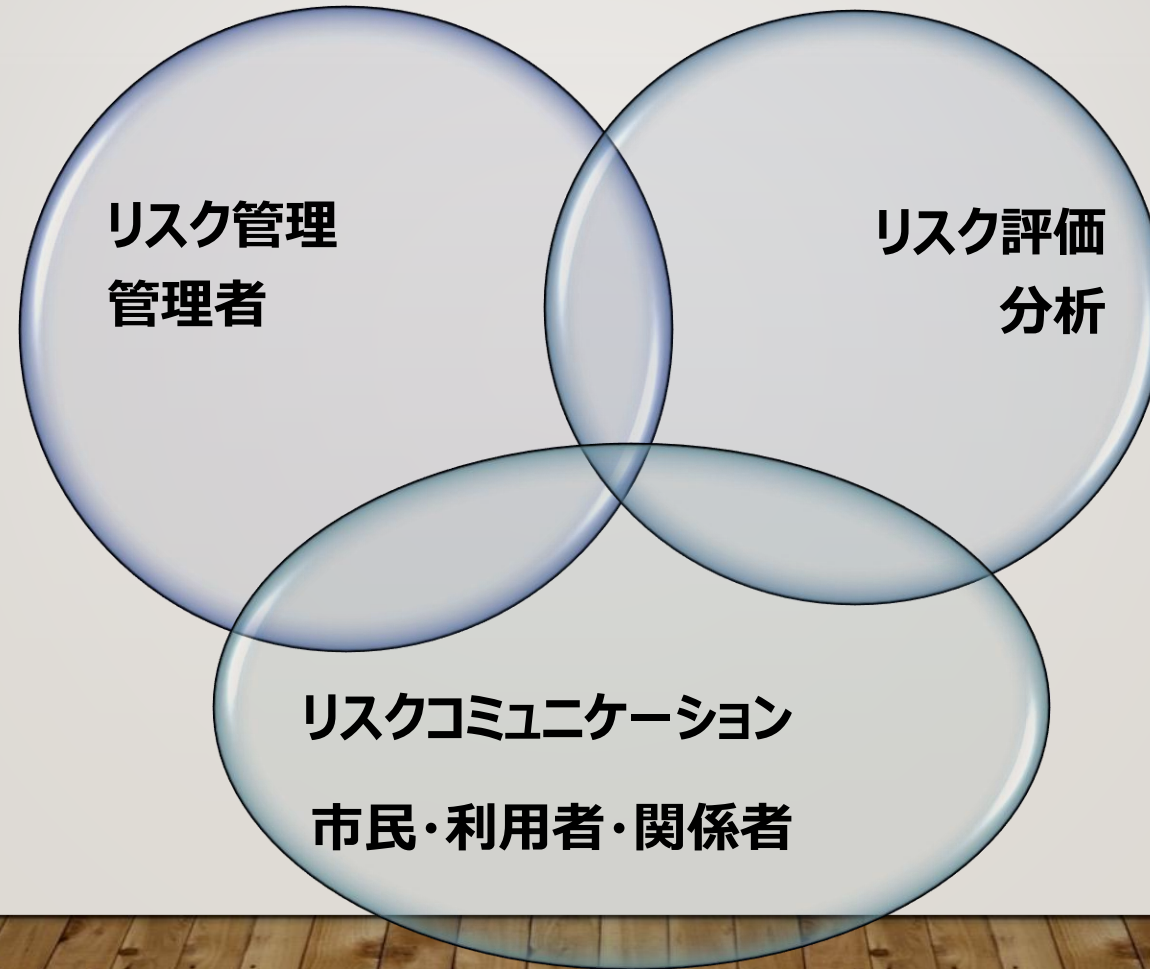 リスク管理
管理者
リスク評価
分析
リスクコミュニケーション
市民・利用者・関係者